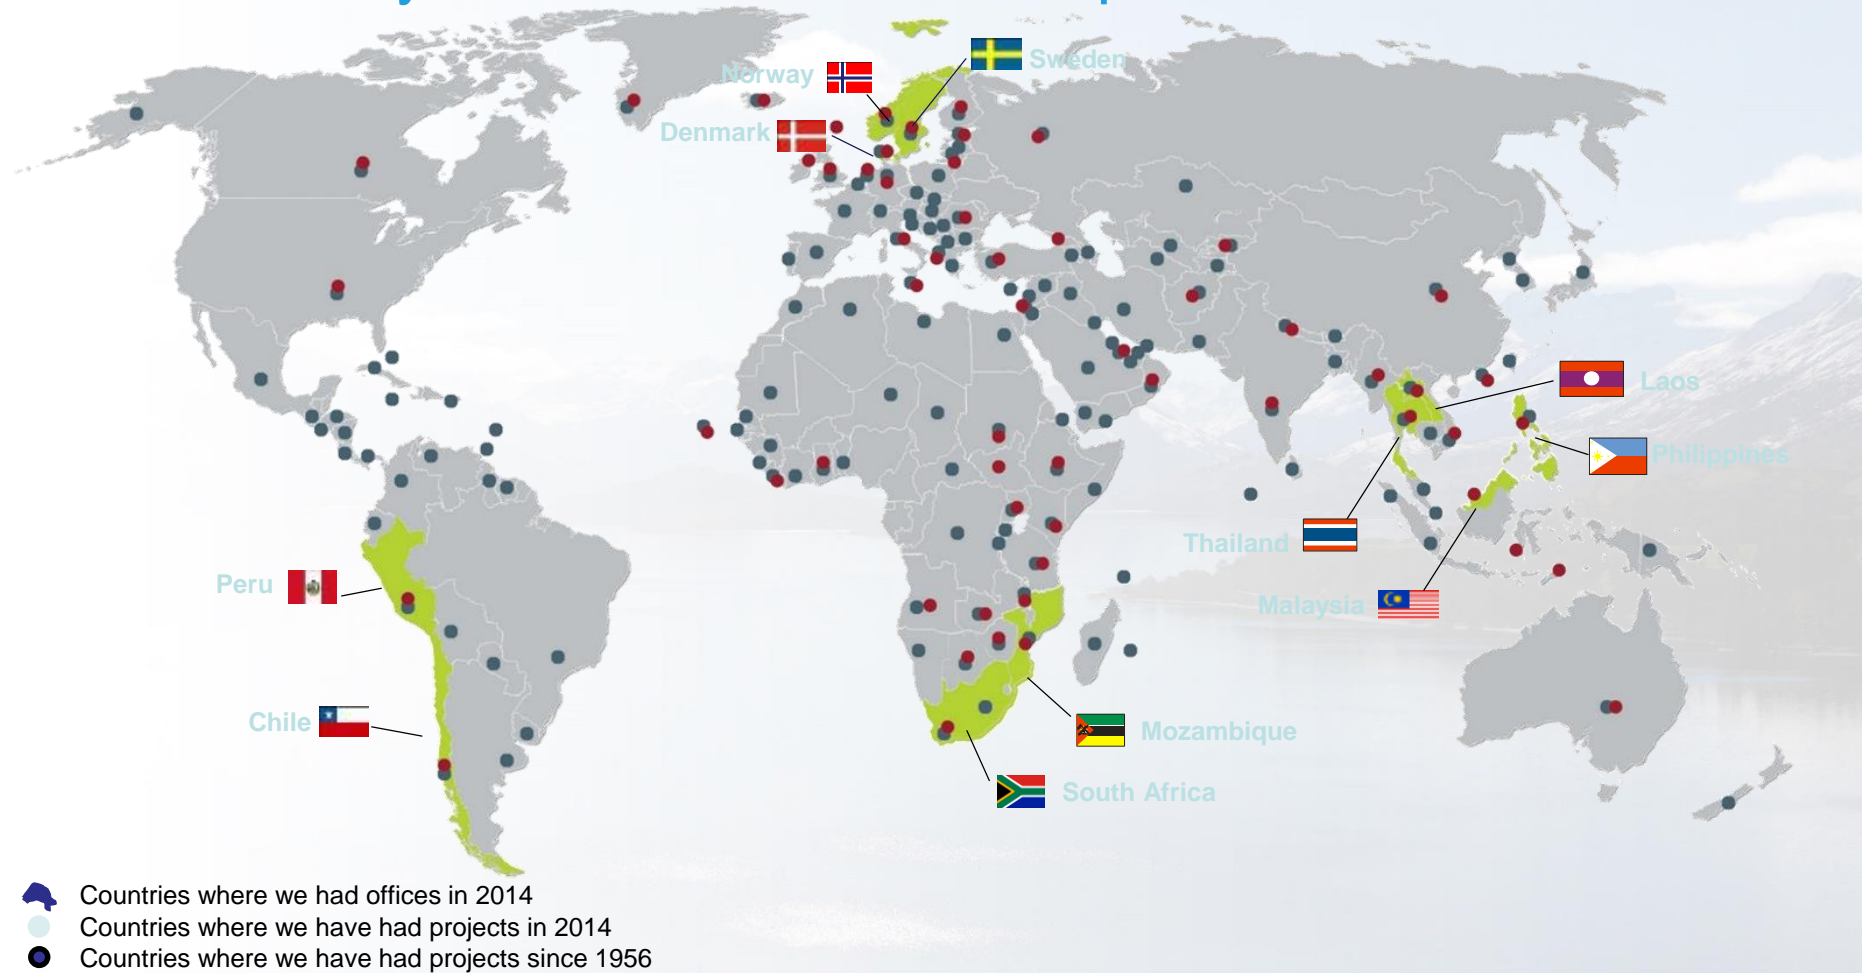 Norway
Sweden
Denmark
Laos
Philippines
Thailand
Peru
Malaysia
Chile
Mozambique
South Africa
Countries where we had offices in 2014
Countries where we have had projects in 2014
Countries where we have had projects since 1956